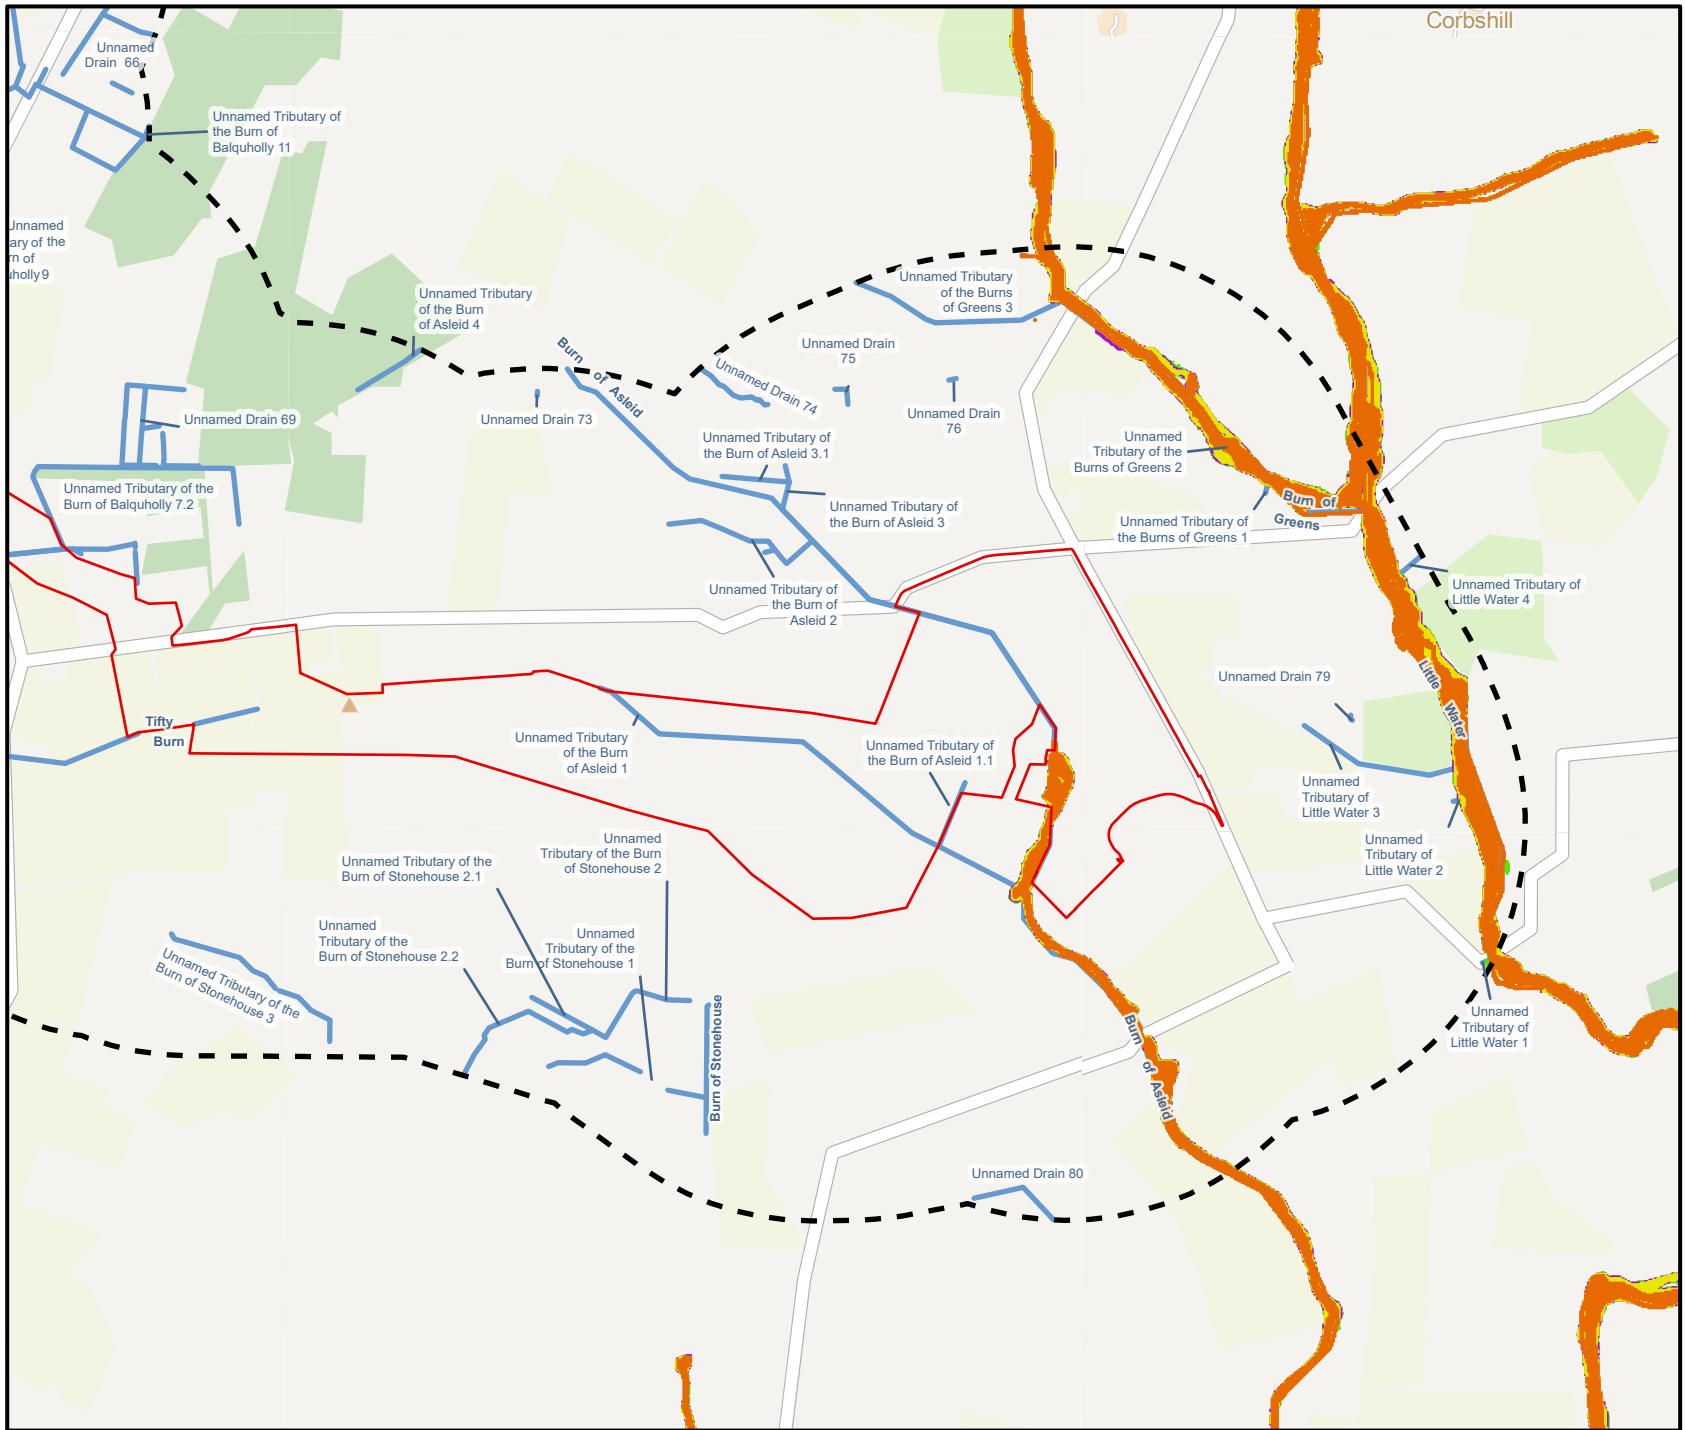 Corbshill
Unnamed
Drain 66
Unnamed Tributary of
the Burn of
Balquholly 11
Unnamed
ary of the
rn of
uholly 9
Unnamed Tributary
of the Burn
of Asleid 4
Unnamed Tributary
of the Burns
of Greens 3
Burn of Asleid
Unnamed Drain
75
Unnamed Drain 74
Unnamed Drain 69
Unnamed Drain 73
Unnamed Drain
76
Unnamed Tributary of
the Burn of Asleid 3.1
Unnamed
Tributary of the
Burns of Greens 2
Unnamed Tributary of the
Burn of Balquholly 7.2
Unnamed Tributary of
the Burn of Asleid 3
Burn of
Greens
Unnamed Tributary of
the Burns of Greens 1
Unnamed Tributary of
the Burn of
Asleid 2
Unnamed Tributary of
Little Water 4
Little Water
Unnamed Drain 79
Tifty
Burn
Unnamed Tributary
of the Burn
of Asleid 1
Unnamed Tributary of
the Burn of Asleid 1.1
Unnamed
Tributary of
Little Water 3
Unnamed
Tributary of
Little Water 2
Unnamed
Tributary of the Burn
of Stonehouse 2
Unnamed Tributary of the
Burn of Stonehouse 2.1
Unnamed
Tributary of the
Burn of Stonehouse 2.2
Unnamed
Tributary of the
Burn of Stonehouse 1
Unnamed Tributary of the
Burn of Stonehouse 3
Burn of Stonehouse
Burn of Asleid
Unnamed
Tributary of
Little Water 1
Unnamed Drain 80